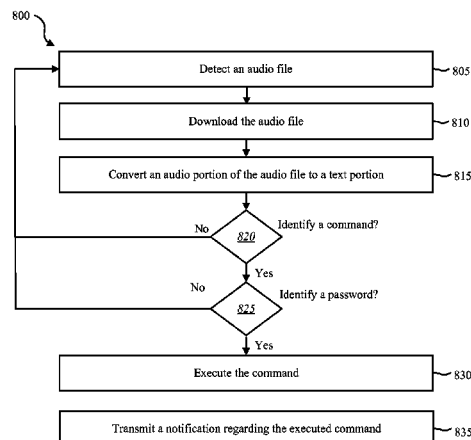 800
Detect an audio file
805
Download the audio file
810
Convert an audio portion of the audio file to a text portion
815
No
820
Identify a command?
Yes
No
825
Identify a password?
Yes
Execute the command
830
Transmit a notification regarding the executed command
835